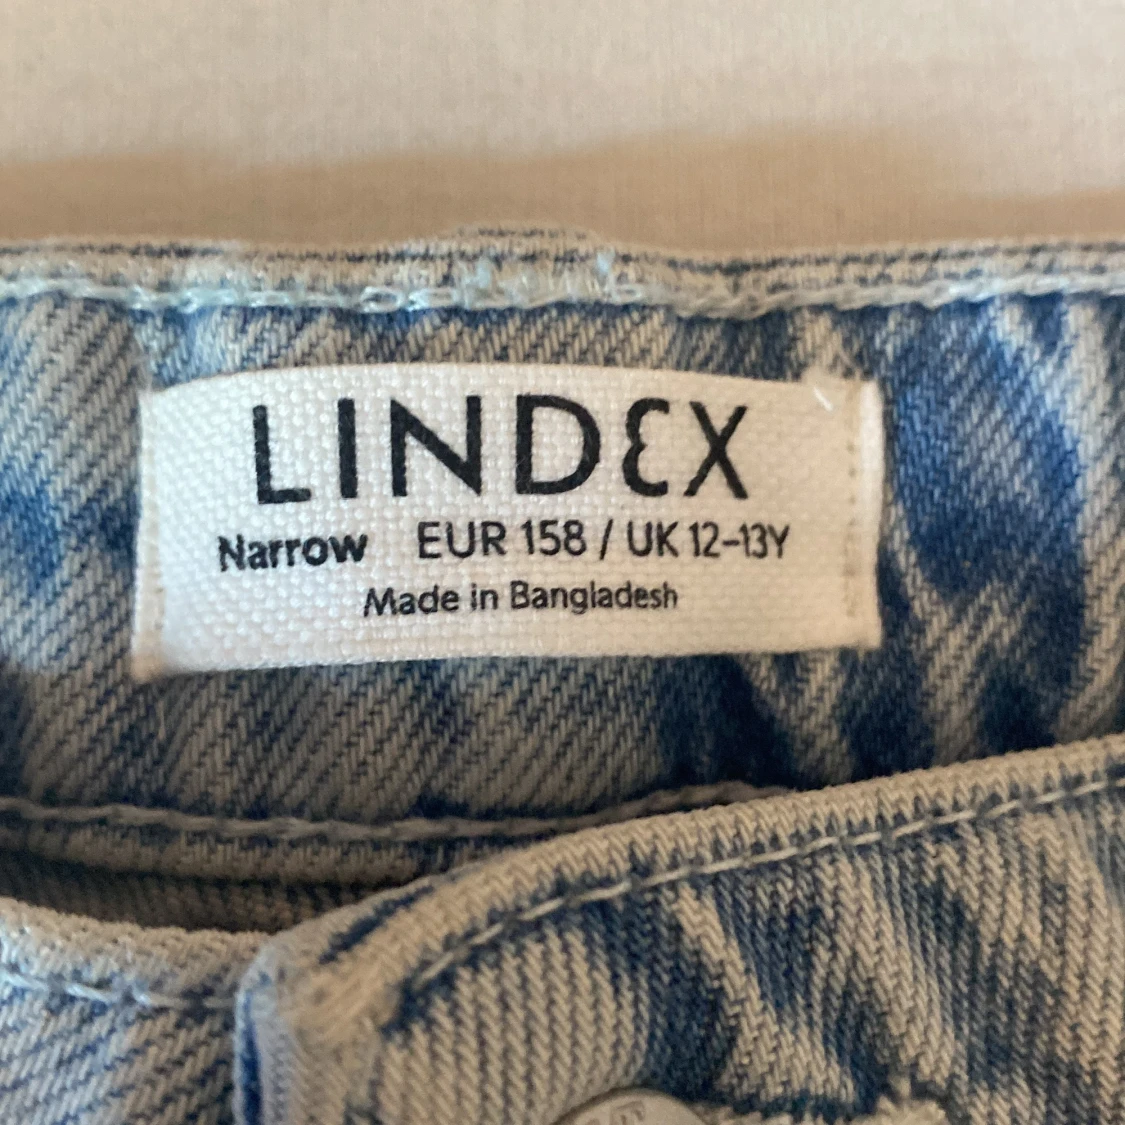 LINDEX
Narrow EUR 158 / UK 12-13Y
Made in Bangladesh